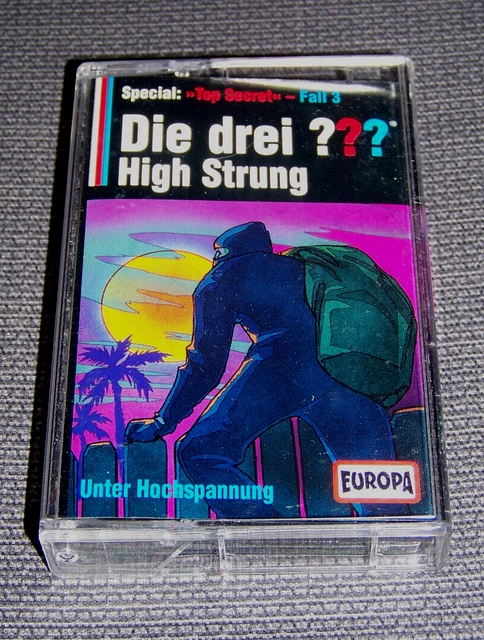 Special: »Top Secret« – Fall 3
Die drei ???®
High Strung
Unter Hochspannung
EUROPA